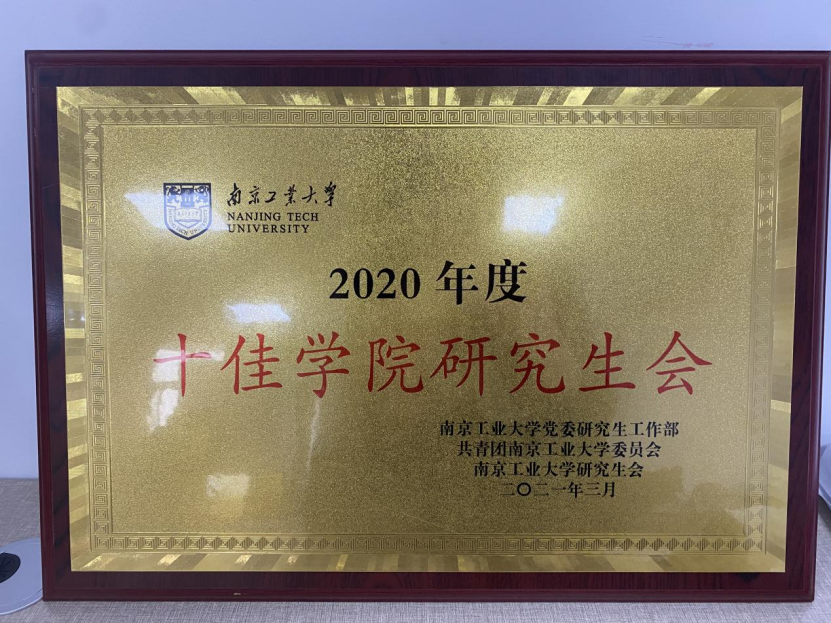 南京工业大学
NANJING TECH
UNIVERSITY
2020 年度
十佳学院研究生会
南京工业大学党委研究生工作部
共青团南京工业大学委员会
南京工业大学研究生会
二〇二一年三月